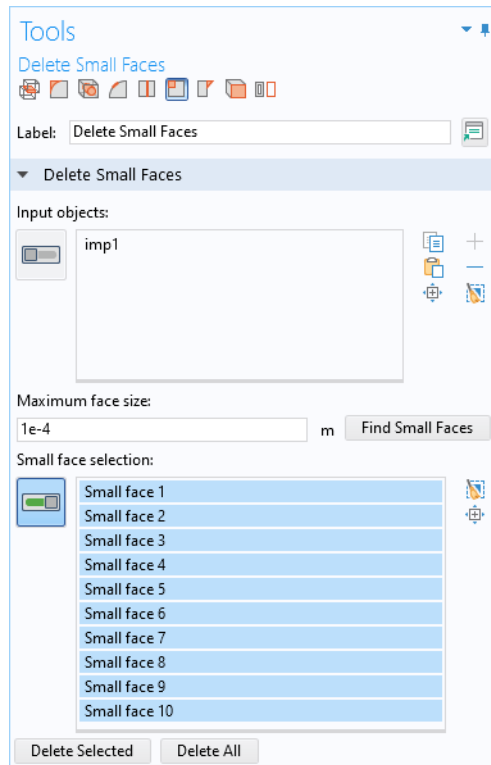 Tools
Delete Small Faces
Label: Delete Small Faces
Delete Small Faces
Input objects:
imp1
Maximum face size:
1e-4 m Find Small Faces
Small face selection:
Small face 1
Small face 2
Small face 3
Small face 4
Small face 5
Small face 6
Small face 7
Small face 8
Small face 9
Small face 10
Delete Selected Delete All